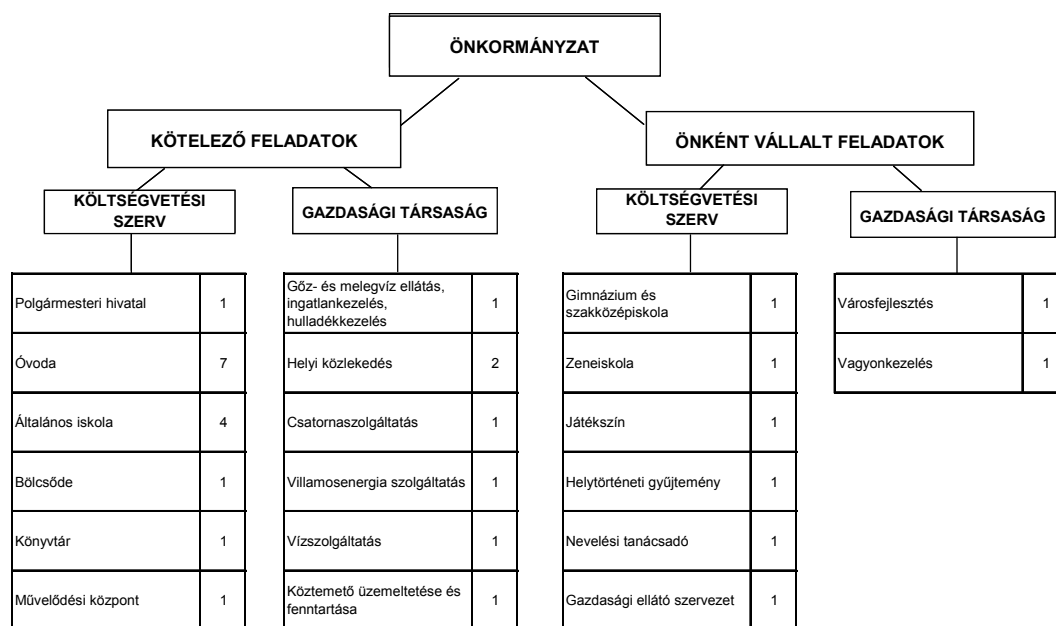 ÖNKORMÁNYZAT
KÖTELEZŐ FELADATOK
ÖNKÉNT VÁLLALT FELADATOK
KÖLTSÉGVETÉSI
SZERV
GAZDASÁGI TÁRSASÁG
KÖLTSÉGVETÉSI
SZERV
GAZDASÁGI TÁRSASÁG
Polgármesteri hivatal 1
Óvoda 7
Általános iskola 4
Bölcsőde 1
Könyvtár 1
Művelődési központ 1
Gőz- és melegvíz ellátás,
ingatlankezelés,
hulladékkezelés 1
Helyi közlekedés 2
Csatornaszolgáltatás 1
Villamosenergia szolgáltatás 1
Vízszolgáltatás 1
Köztemető üzemeltetése és
fenntartása 1
Gimnázium és
szakközépiskola 1
Zeneiskola 1
Játékszín 1
Helytörténeti gyűjtemény 1
Nevelési tanácsadó 1
Gazdasági ellátó szervezet 1
Városfejlesztés 1
Vagyonkezelés 1